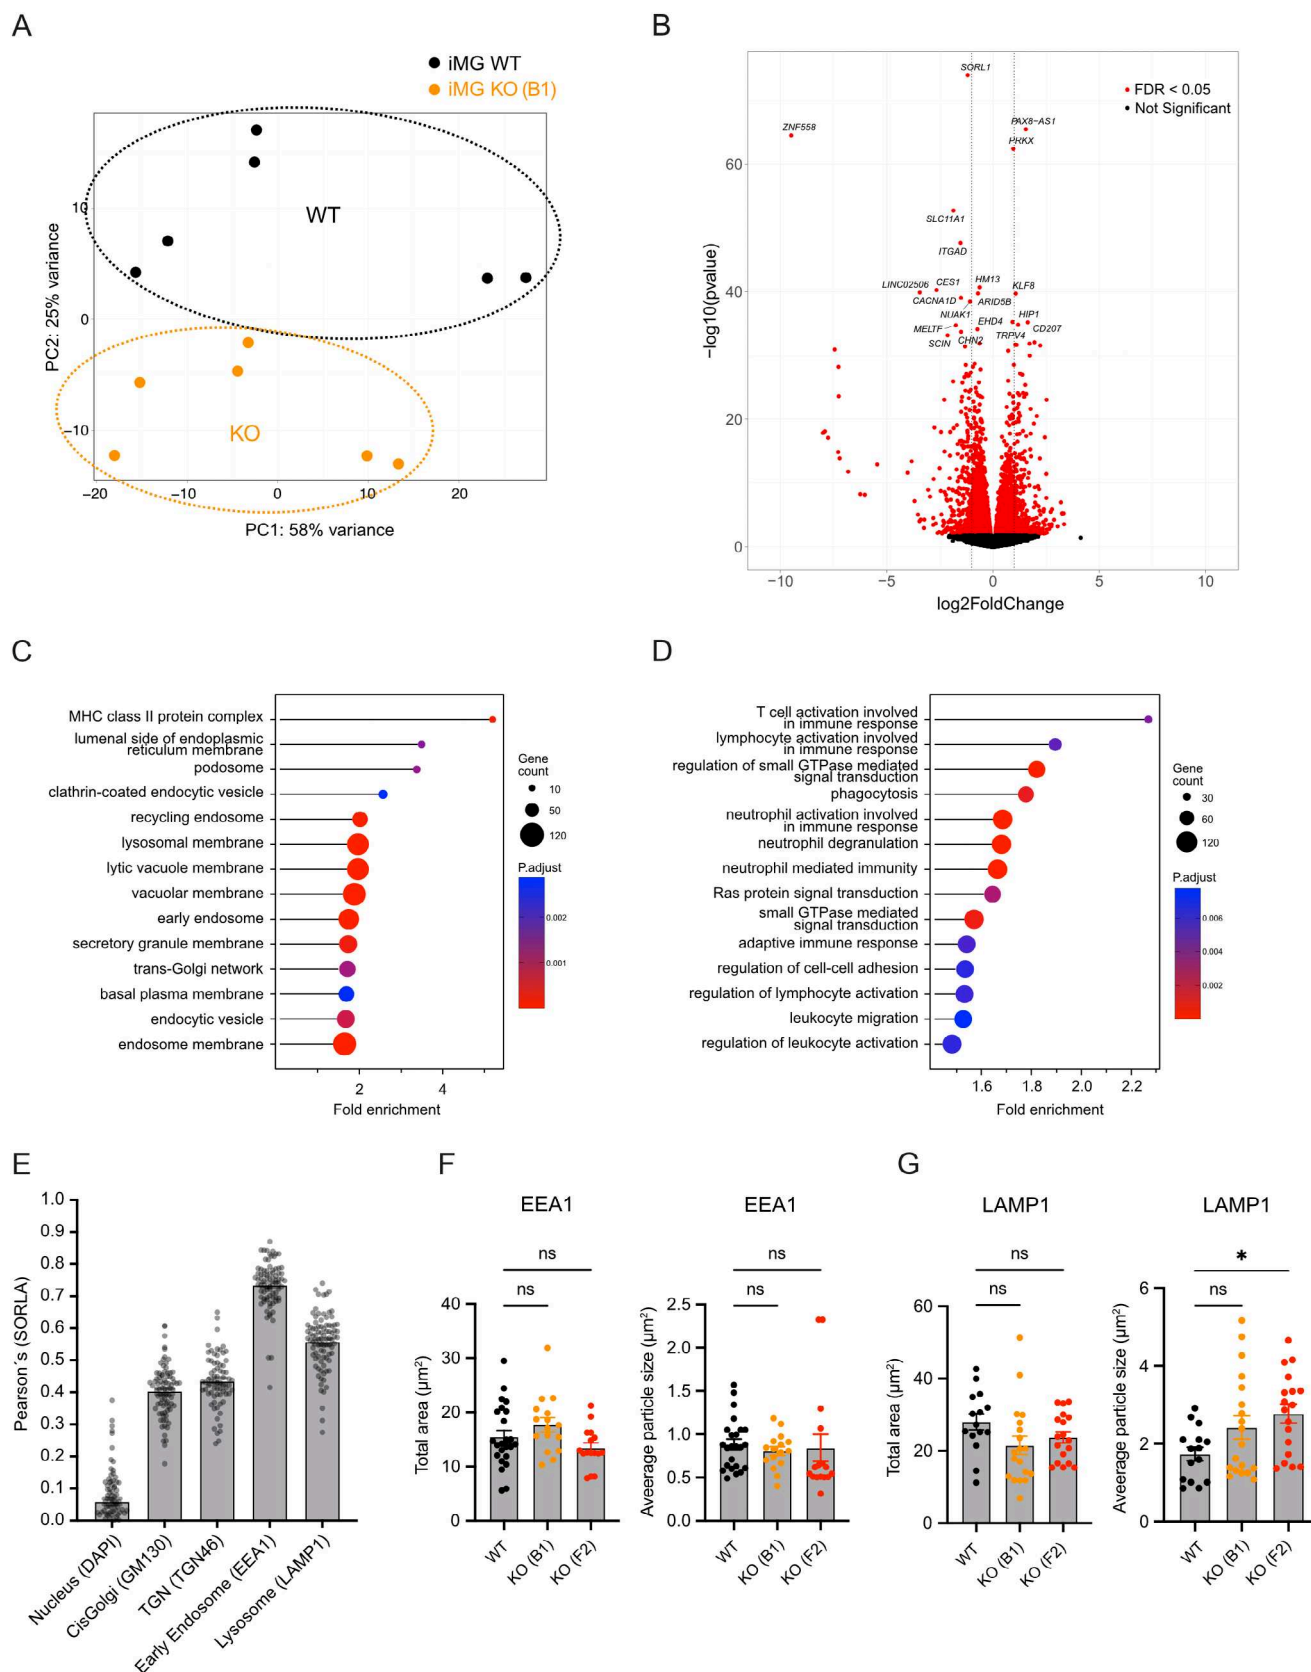 A
iMG WT
iMG KO (B1)
WT
KO
10
0
−10
−20
−10
0
10
20
PC2: 25% variance
PC1: 58% variance
B
SORL1
FDR < 0.05
Not Significant
ZNF558
PAX8−AS1
PRKX
SLC11A1
ITGAD
LINC02506
CES1
HM13
KLF8
CACNA1D
ARID5B
NUAK1
EHD4
HIP1
MELTF
CD207
SCIN
CHN2
TRPV4
60
40
20
0
−10
−5
0
5
10
−log10(pvalue)
log2FoldChange
C
MHC class II protein complex
lumenal side of endoplasmic
reticulum membrane
podosome
clathrin-coated endocytic vesicle
recycling endosome
lysosomal membrane
lytic vacuole membrane
vacuolar membrane
early endosome
secretory granule membrane
trans-Golgi network
basal plasma membrane
endocytic vesicle
endosome membrane
2
4
Fold enrichment
Gene
count
10
50
120
P.adjust
0.002
0.001
D
T cell activation involved
in immune response
lymphocyte activation involved
in immune response
regulation of small GTPase mediated
signal transduction
phagocytosis
neutrophil activation involved
in immune response
neutrophil degranulation
neutrophil mediated immunity
Ras protein signal transduction
small GTPase mediated
signal transduction
adaptive immune response
regulation of cell-cell adhesion
regulation of lymphocyte activation
leukocyte migration
regulation of leukocyte activation
1.6
1.8
2.0
2.2
Fold enrichment
Gene
count
30
60
120
P.adjust
0.006
0.004
0.002
E
1.0
0.9
0.8
0.7
0.6
0.5
0.4
0.3
0.2
0.1
0.0
Pearson´s (SORLA)
Nucleus (DAPI)
CisGolgi (GM130)
TGN (TGN46)
Early Endosome (EEA1)
Lysosome (LAMP1)
F
EEA1
ns
ns
40
30
20
10
0
Total area (µm²)
WT
KO (B1)
KO (F2)
EEA1
ns
ns
2.5
2.0
1.5
1.0
0.5
0.0
Aveerage particle size (µm²)
WT
KO (B1)
KO (F2)
G
LAMP1
ns
ns
60
40
20
0
Total area (µm²)
WT
KO (B1)
KO (F2)
LAMP1
*
ns
6
4
2
0
Aveerage particle size (µm²)
WT
KO (B1)
KO (F2)